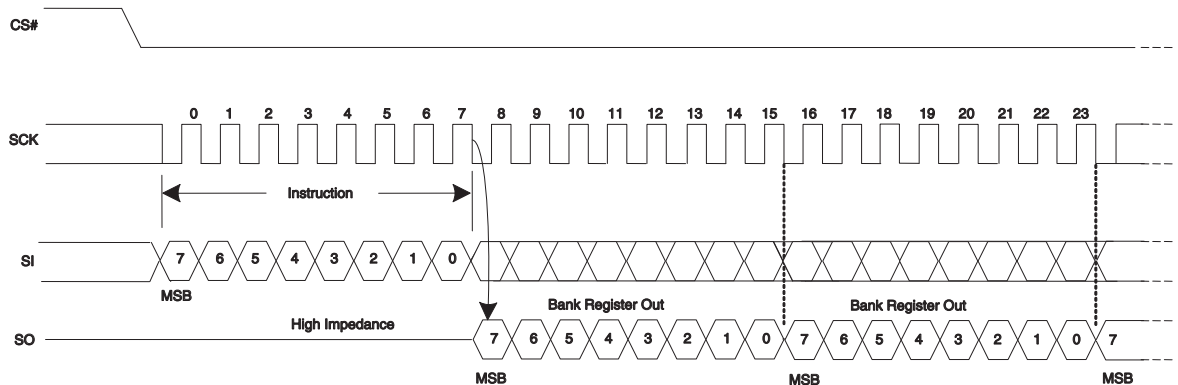 CS#
0 1 2 3 4 5 6 7 8 9 10 11 12 13 14 15 16 17 18 19 20 21 22 23
SCK
Instruction
SI 7 6 5 4 3 2 1 0
MSB
Bank Register Out Bank Register Out
High Impedance
SO 7 6 5 4 3 2 1 0 7 6 5 4 3 2 1 0 7
MSB MSB MSB